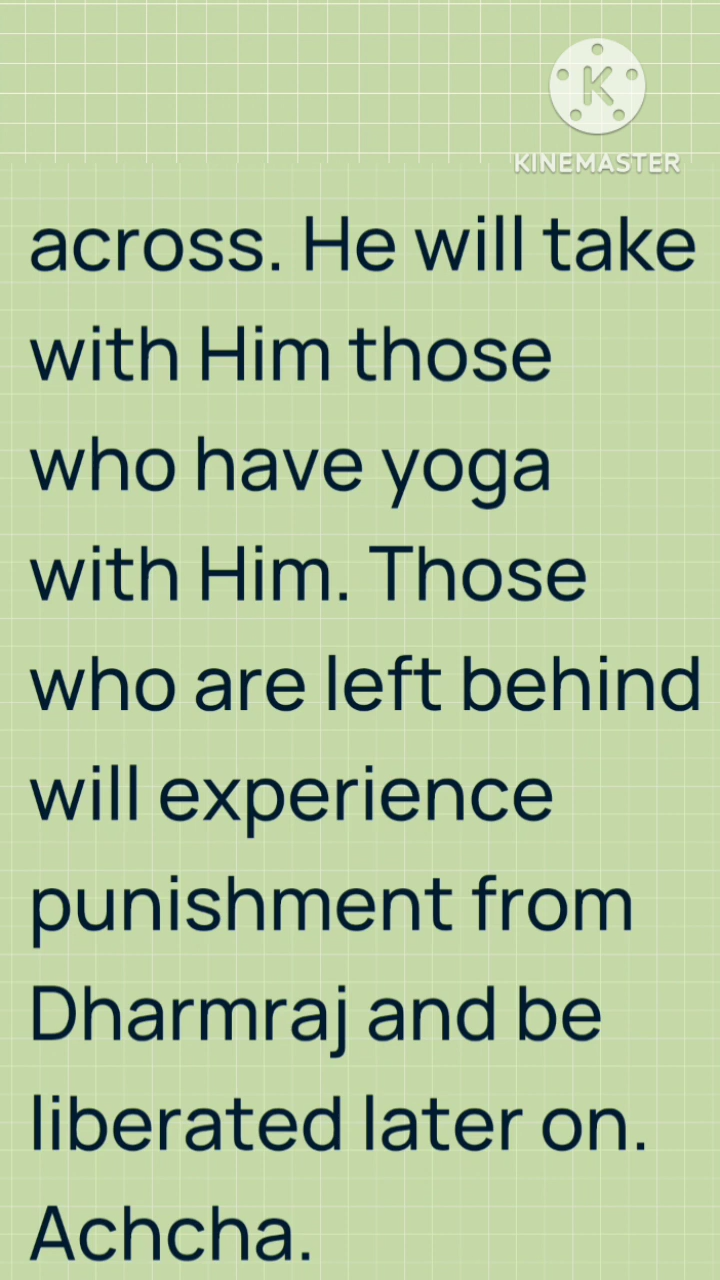 K
KINEMASTER
across. He will take
with Him those
who have yoga
with Him. Those
who are left behind
will experience
punishment from
Dharmraj and be
liberated later on.
Achcha.